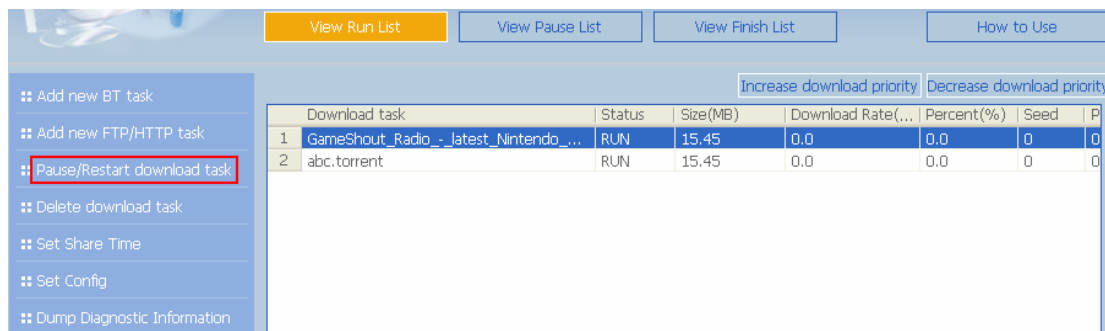 View Run List View Pause List View Finish List How to Use
Increase download priority Decrease download priority
Add new BT task
Add new FTP/HTTP task
Pause/Restart download task
Delete download task
Set Share Time
Set Config
Dump Diagnostic Information
Download task Status Size(MB) Download Rate(... Percent(%) Seed P
1 GameShout_Radio_-_latest_Nintendo_... RUN 15.45 0.0 0.0 0 0
2 abc.torrent RUN 15.45 0.0 0.0 0 0